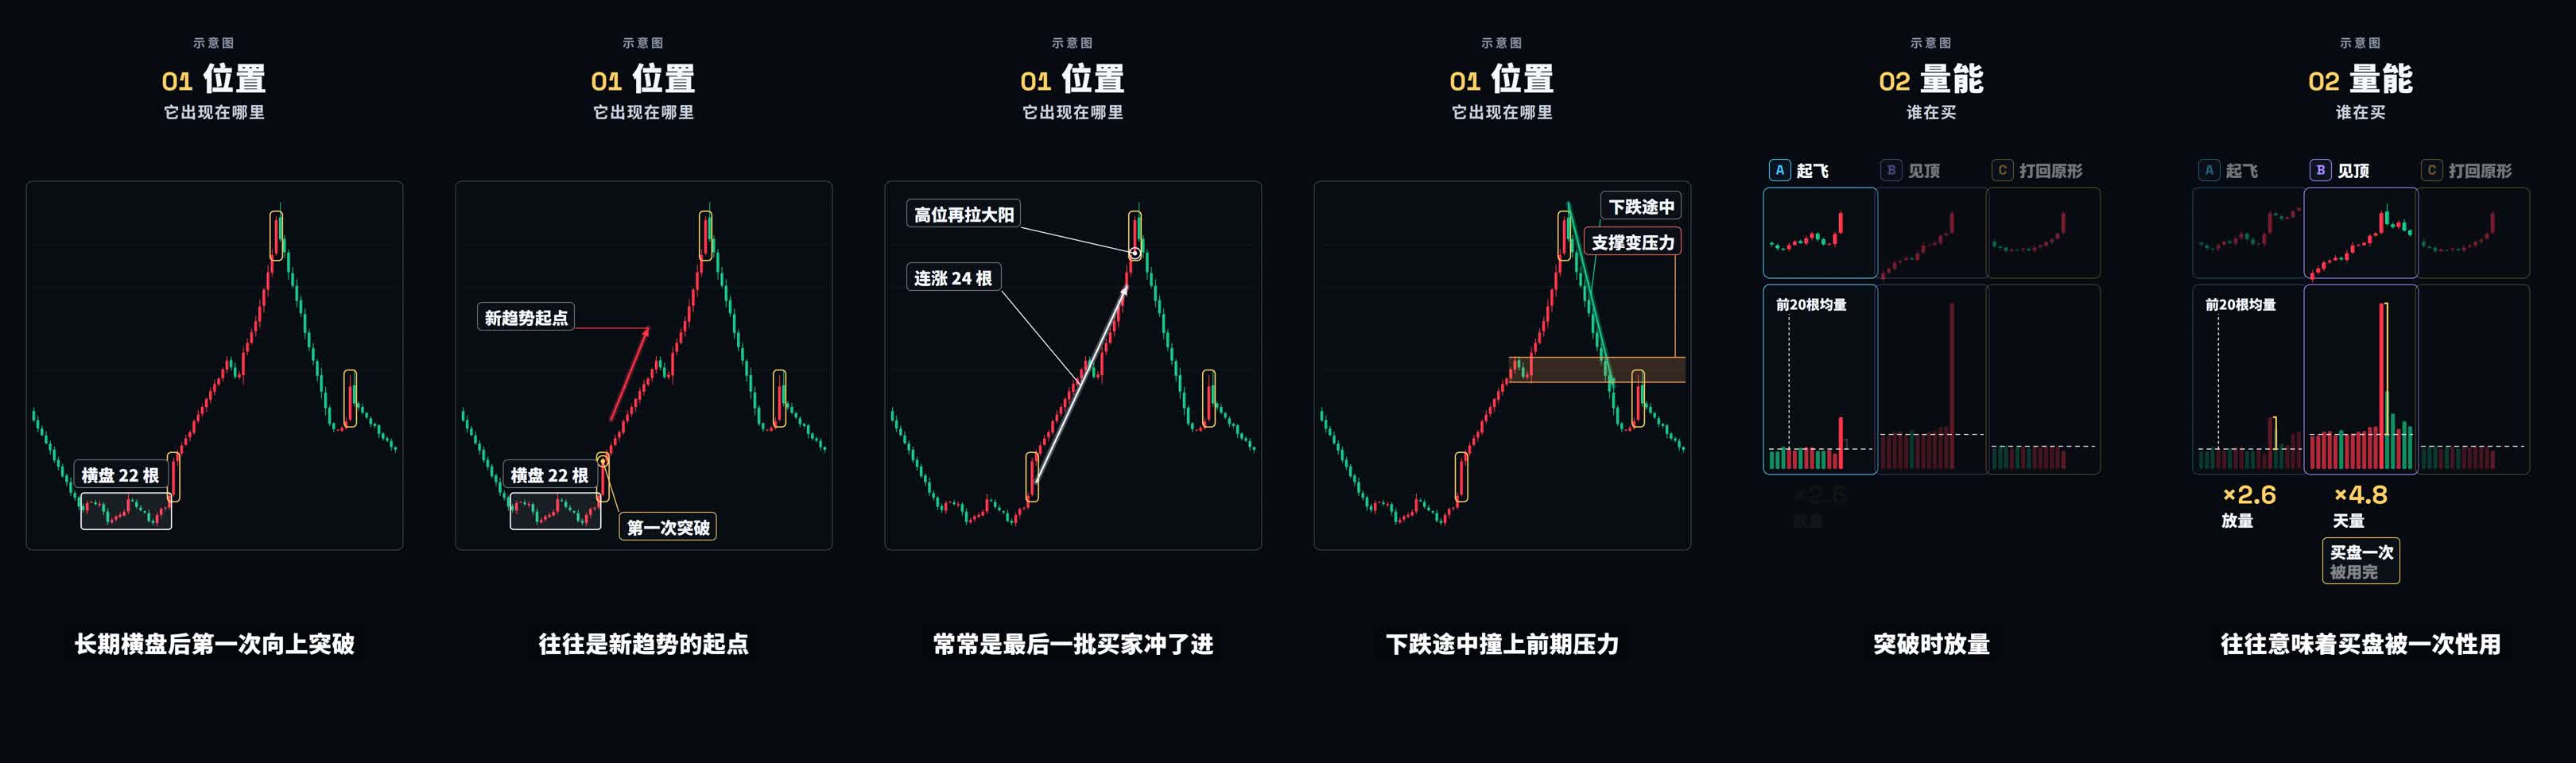 示意图
01 位置
它出现在哪里
横盘 22 根
长期横盘后第一次向上突破
示意图
01 位置
它出现在哪里
新趋势起点
横盘 22 根
第一次突破
往往是新趋势的起点
示意图
01 位置
它出现在哪里
高位再拉大阳
连涨 24 根
常常是最后一批买家冲了进
示意图
01 位置
它出现在哪里
下跌途中
支撑变压力
下跌途中撞上前期压力
示意图
02 量能
谁在买
A 起飞
B 见顶
C 打回原形
前20根均量
×2.6
放量
突破时放量
示意图
02 量能
谁在买
A 起飞
B 见顶
C 打回原形
前20根均量
×2.6
放量
×4.8
天量
买盘一次
被用完
往往意味着买盘被一次性用